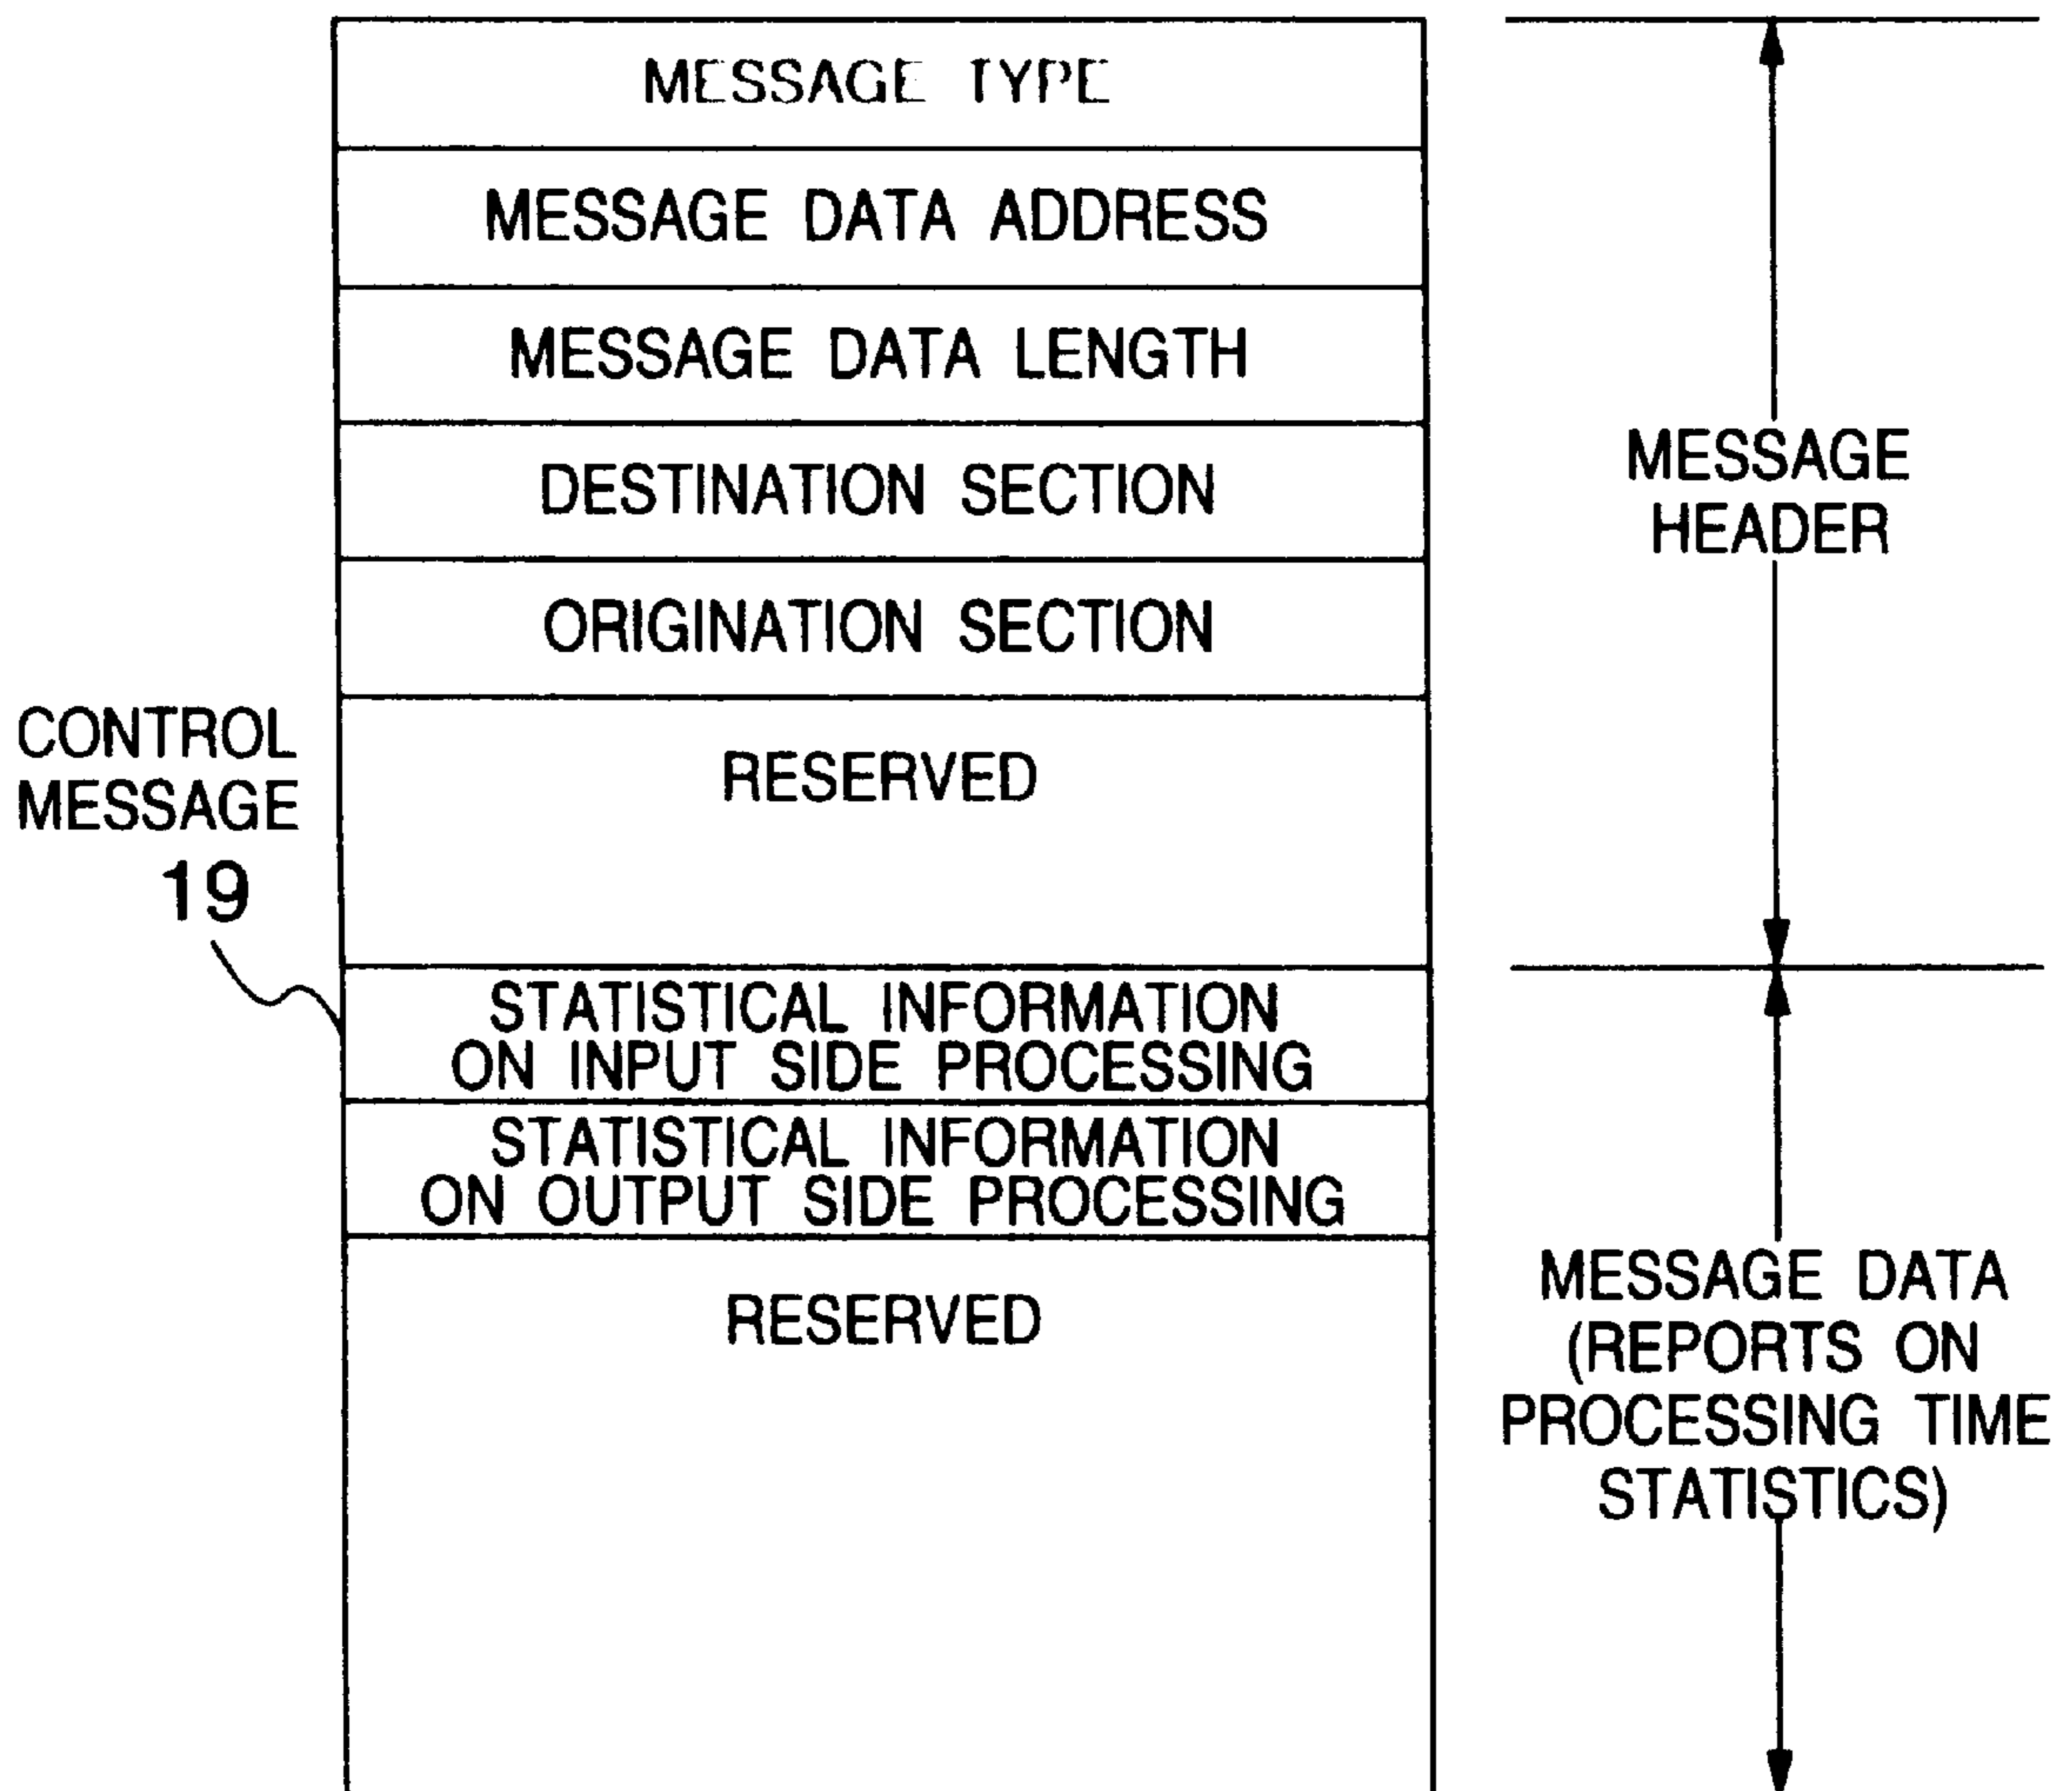 MESSAGE TYPE
MESSAGE DATA ADDRESS
MESSAGE DATA LENGTH
DESTINATION SECTION
ORIGINATION SECTION
RESERVED
MESSAGE
HEADER
CONTROL
MESSAGE
19
STATISTICAL INFORMATION
ON INPUT SIDE PROCESSING
STATISTICAL INFORMATION
ON OUTPUT SIDE PROCESSING
RESERVED
MESSAGE DATA
(REPORTS ON
PROCESSING TIME
STATISTICS)